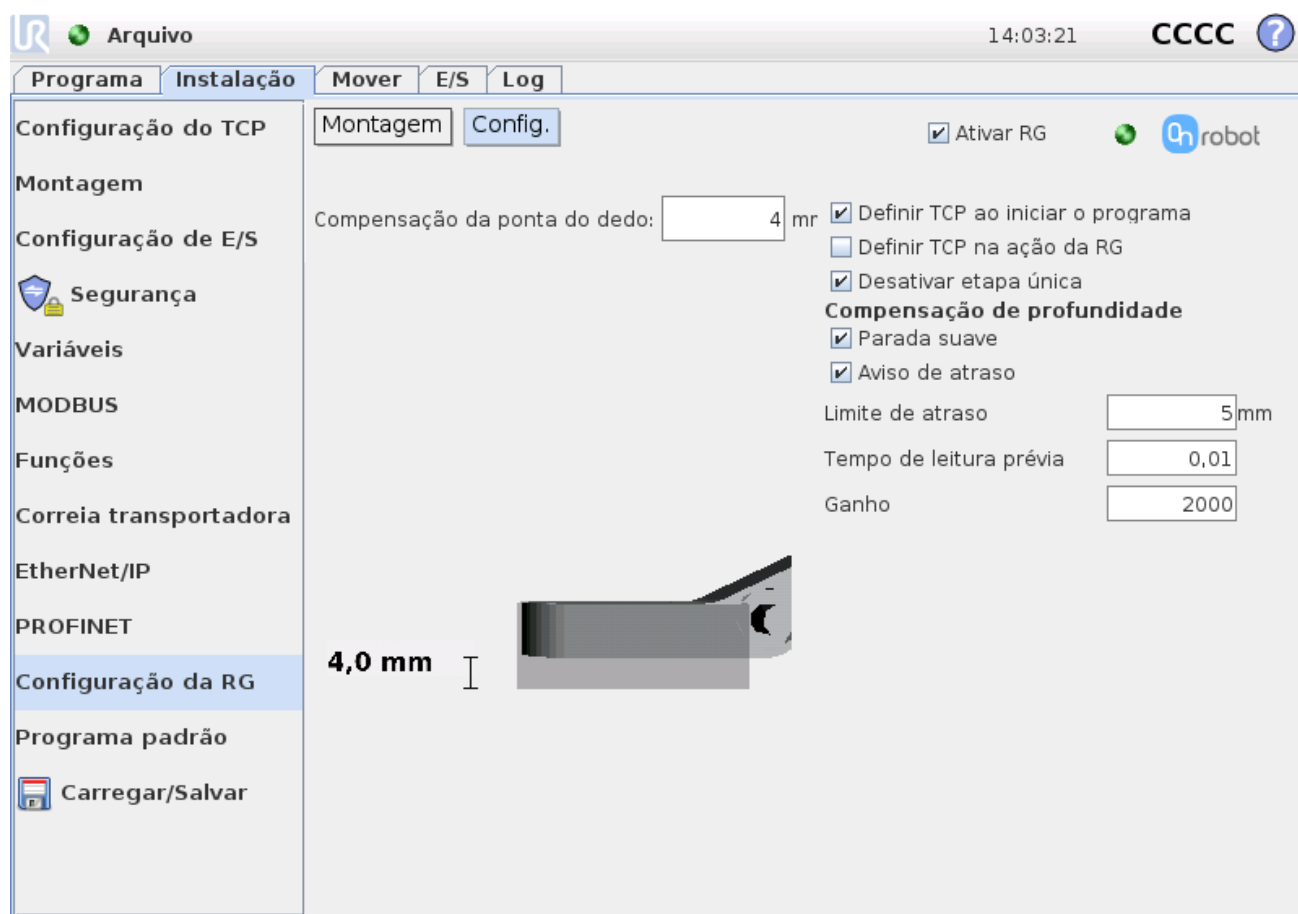 UR Arquivo 14:03:21 CCCC ?
Programa Instalação Mover E/S Log
Configuração do TCP
Montagem
Configuração de E/S
Segurança
Variáveis
MODBUS
Funções
Correia transportadora
EtherNet/IP
PROFINET
Configuração da RG
Programa padrão
Carregar/Salvar
Montagem Config.
Ativar RG
On robot
Compensação da ponta do dedo: 4 mr
Definir TCP ao iniciar o programa
Definir TCP na ação da RG
Desativar etapa única
Compensação de profundidade
Parada suave
Aviso de atraso
Limite de atraso 5 mm
Tempo de leitura prévia 0,01
Ganho 2000
4,0 mm